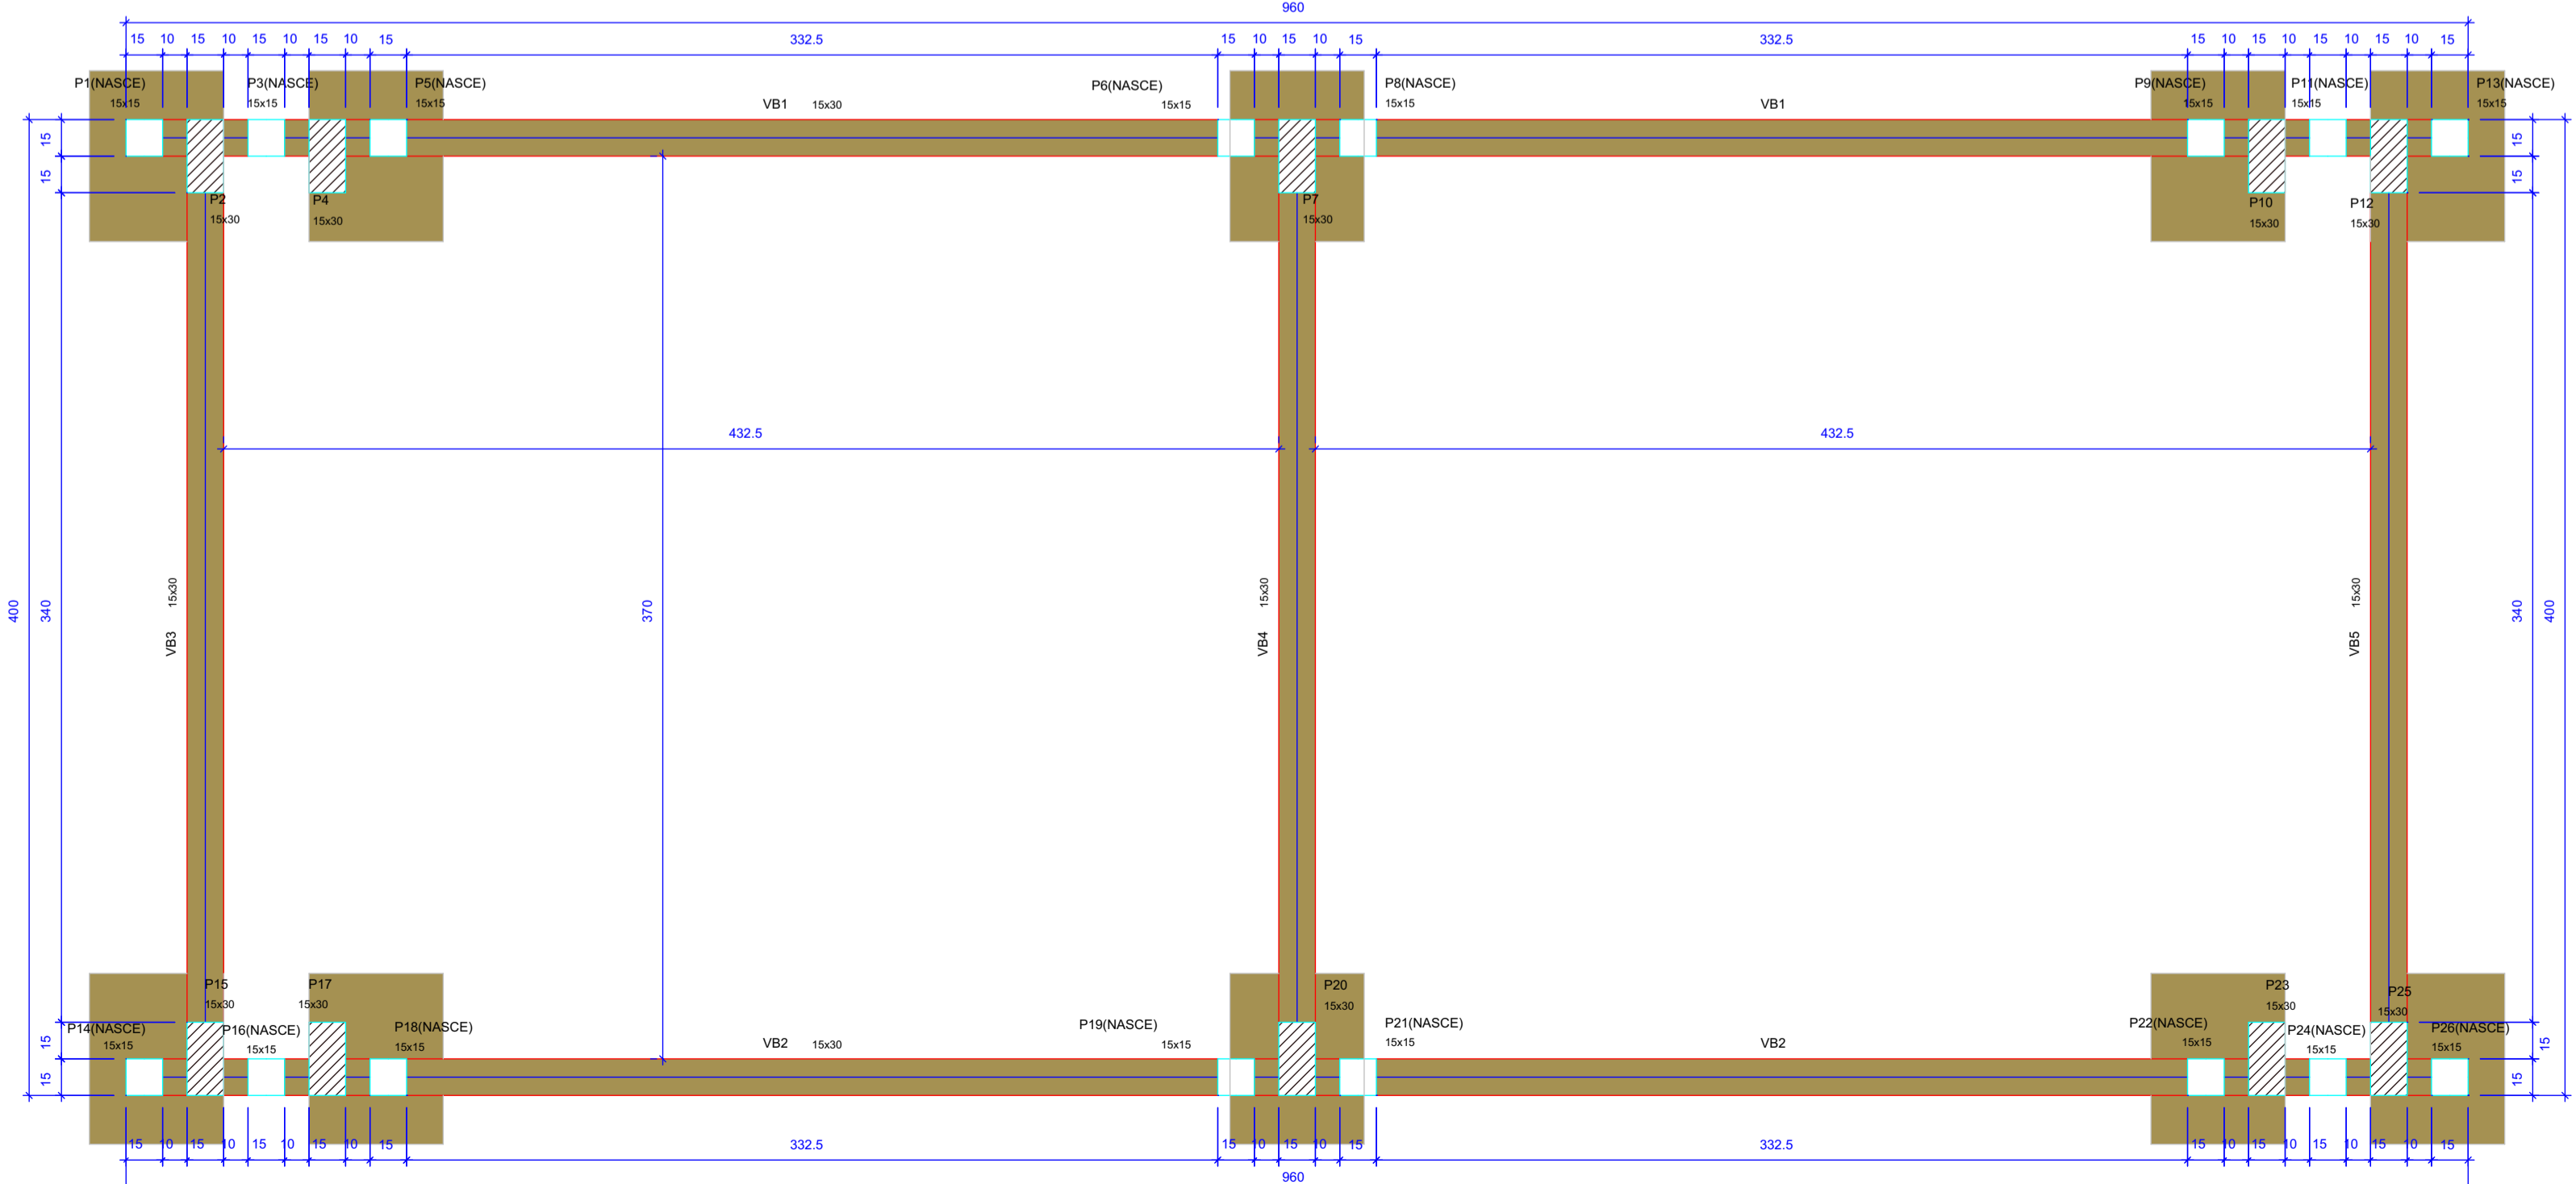 960
15 10 15 10 15 10 15 10 15 332.5 15 10 15 10 15 332.5 15 10 15 10 15 10 15 10 15
P1(NASCE) P3(NASCE) P5(NASCE) P6(NASCE) P8(NASCE) P9(NASCE) P11(NASCE) P13(NASCE)
15x15 15x15 15x15 VB1 15x30 15x15 15x15 VB1 15x15 15x15 15x15
15 15
15 15
P2 P4 P7 P10 P12
15x30 15x30 15x30 15x30 15x30
432.5 432.5
15x30 15x30 15x30
400 340 370 340 400
VB3 VB4 VB5
P15 P17 P20 P23 P25
15x30 15x30 15x30 15x30 15x30
P14(NASCE) P16(NASCE) P18(NASCE) P19(NASCE) P21(NASCE) P22(NASCE) P24(NASCE) P26(NASCE)
15x15 15x15 15x15 VB2 15x30 15x15 15x15 VB2 15x15 15x15 15x15
15 15
15 15
15 10 15 10 15 10 15 10 15 332.5 15 10 15 10 15 332.5 15 10 15 10 15 10 15 10 15
960